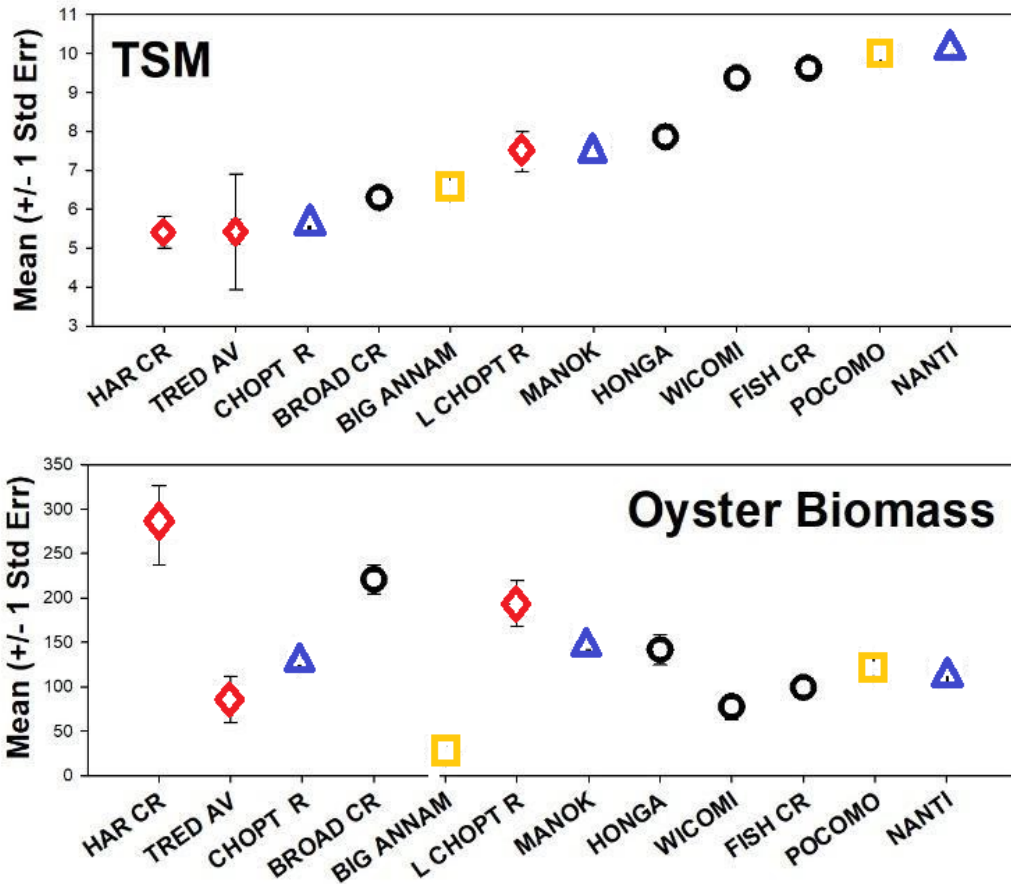 TSM
Mean (+/- 1 Std Err)
11
10
9
8
7
6
5
4
3
HAR CR
TRED AV
CHOPT  R
BROAD CR
BIG ANNAM
L CHOPT R
MANOK
HONGA
WICOMI
FISH CR
POCOMO
NANTI
Oyster Biomass
Mean (+/- 1 Std Err)
350
300
250
200
150
100
50
0
HAR CR
TRED AV
CHOPT  R
BROAD CR
BIG ANNAM
L CHOPT R
MANOK
HONGA
WICOMI
FISH CR
POCOMO
NANTI